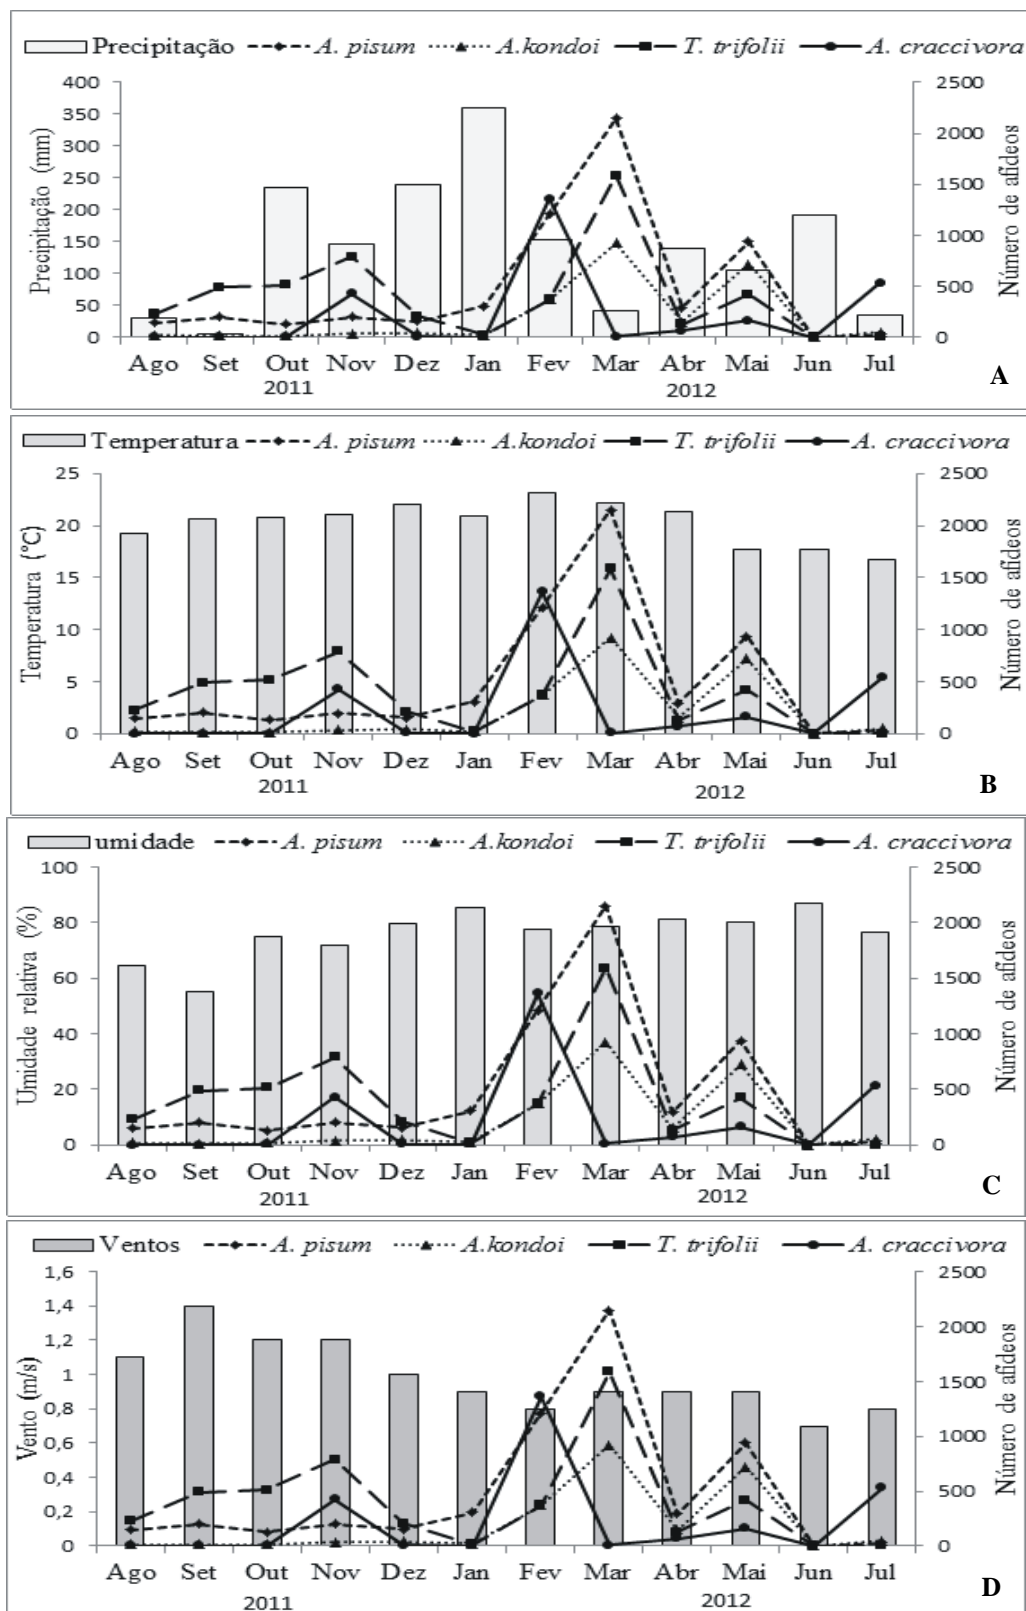 Precipitação A. pisum A.kondoi T. trifolii A. craccivora
Precipitação (mm)
400
350
300
250
200
150
100
50
0
2500
2000
1500
1000
500
0
Número de afídeos
Ago Set Out Nov Dez Jan Fev Mar Abr Mai Jun Jul
2011 2012
A
Temperatura A. pisum A.kondoi T. trifolii A. craccivora
Temperatura (°C)
25
20
15
10
5
0
2500
2000
1500
1000
500
0
Número de afídeos
Ago Set Out Nov Dez Jan Fev Mar Abr Mai Jun Jul
2011 2012
B
umidade A. pisum A.kondoi T. trifolii A. craccivora
Umidade relativa (%)
100
80
60
40
20
0
2500
2000
1500
1000
500
0
Número de afídeos
Ago Set Out Nov Dez Jan Fev Mar Abr Mai Jun Jul
2011 2012
C
Ventos A. pisum A.kondoi T. trifolii A. craccivora
Vento (m/s)
1,6
1,4
1,2
1
0,8
0,6
0,4
0,2
0
2500
2000
1500
1000
500
0
Número de afídeos
Ago Set Out Nov Dez Jan Fev Mar Abr Mai Jun Jul
2011 2012
D